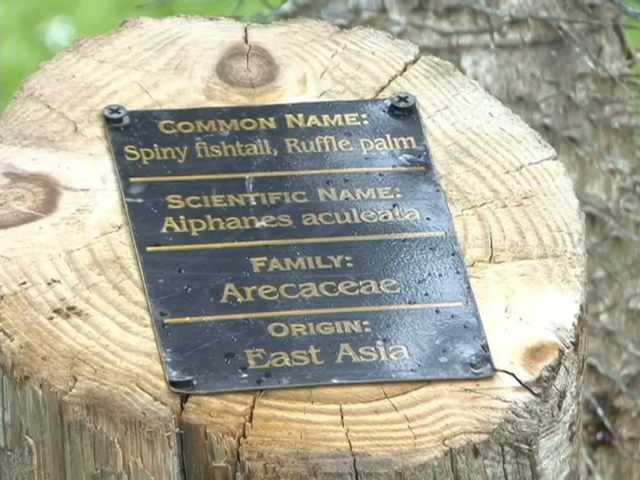 COMMON NAME:
Spiny fishtail, Ruffle palm
SCIENTIFIC NAME:
Aiphanes aculeata
FAMILY:
Arecaceae
ORIGIN:
East Asia